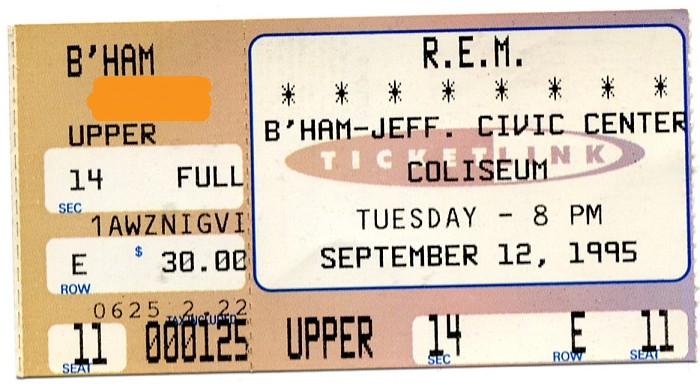 B'HAM
UPPER
14 FULL
SEC
1AWZNIGVI
E $ 30.00
ROW
0625 2 22
TAX INCLUDED
11 000125
SEAT
R.E.M.
* * * * * * * *
B'HAM-JEFF. CIVIC CENTER
TICKETLINK
COLISEUM
TUESDAY - 8 PM
SEPTEMBER 12, 1995
UPPER 14 E 11
SEC ROW SEAT